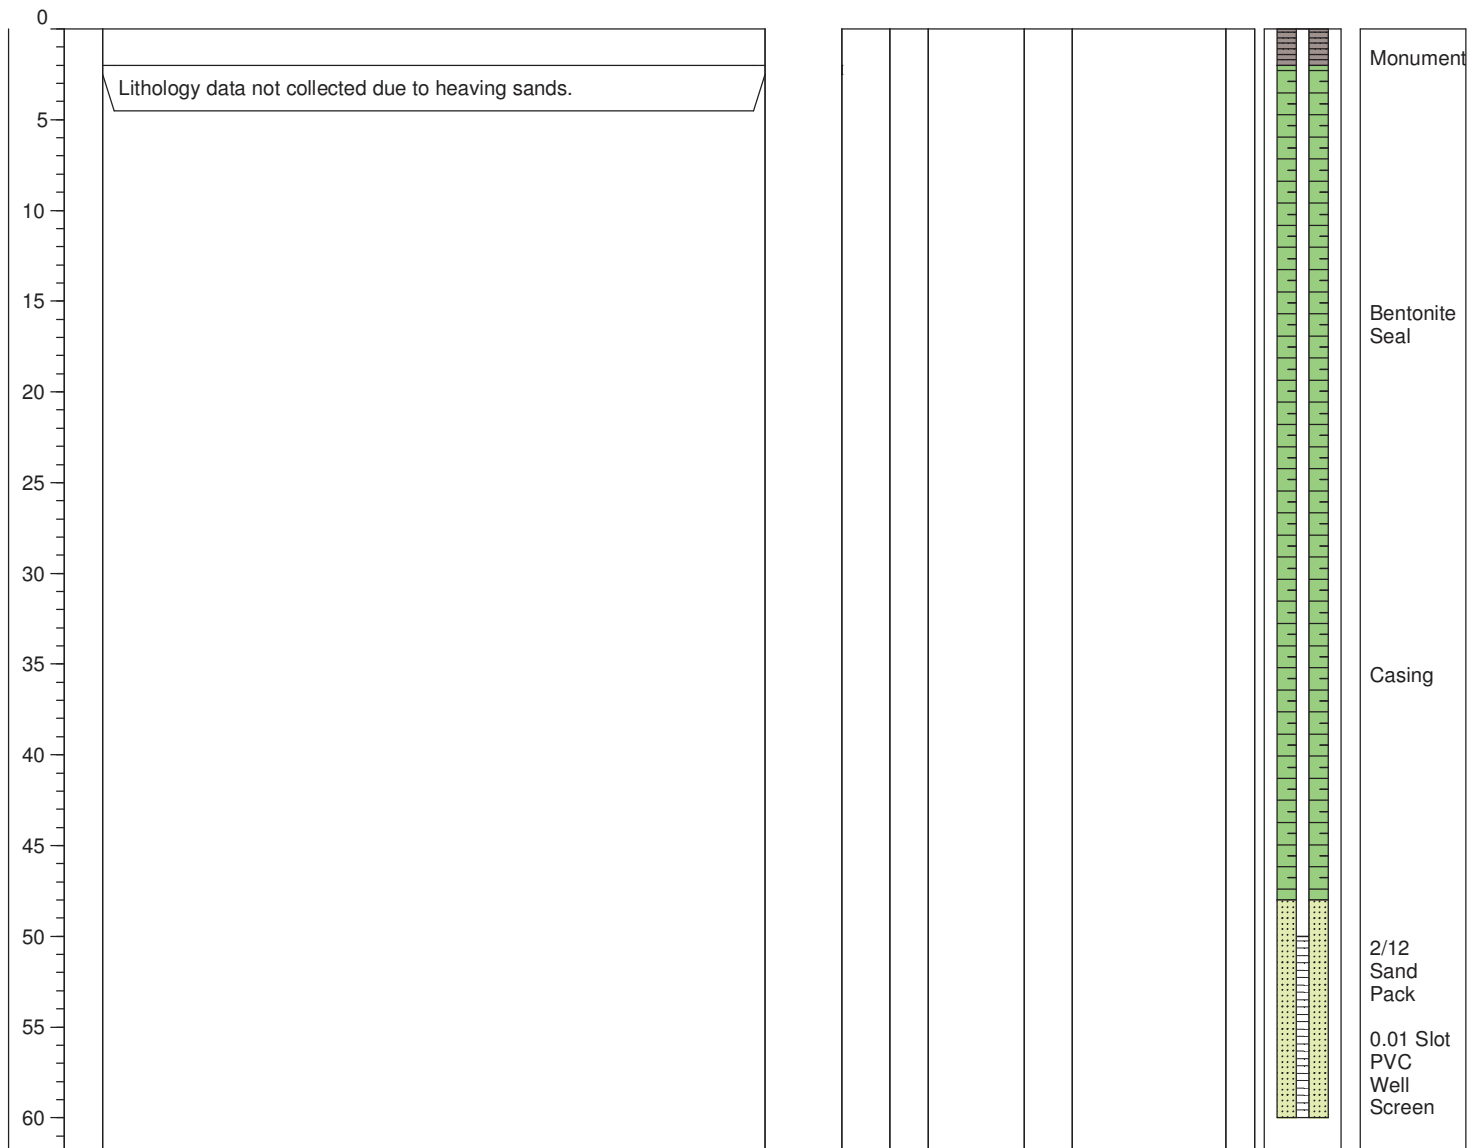 0
Monument
Lithology data not collected due to heaving sands.
5
10
15
Bentonite
Seal
20
25
30
35
Casing
40
45
50
2/12
Sand
Pack
55
0.01 Slot
PVC
Well
Screen
60